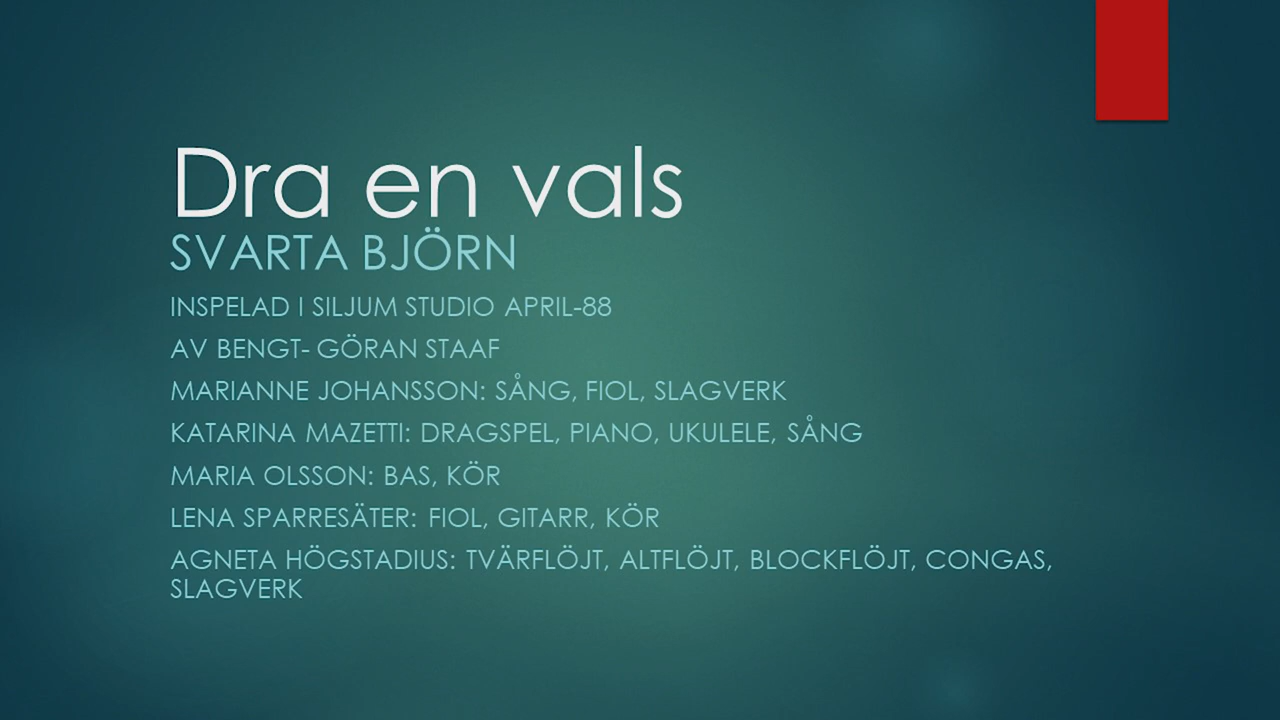 Dra en vals
SVARTA BJÖRN
INSPELAD I SILJUM STUDIO APRIL-88
AV BENGT- GÖRAN STAAF
MARIANNE JOHANSSON: SÅNG, FIOL, SLAGVERK
KATARINA MAZETTI: DRAGSPEL, PIANO, UKULELE, SÅNG
MARIA OLSSON: BAS, KÖR
LENA SPARRESÄTER: FIOL, GITARR, KÖR
AGNETA HÖGSTADIUS: TVÄRFLÖJT, ALTFLÖJT, BLOCKFLÖJT, CONGAS,
SLAGVERK